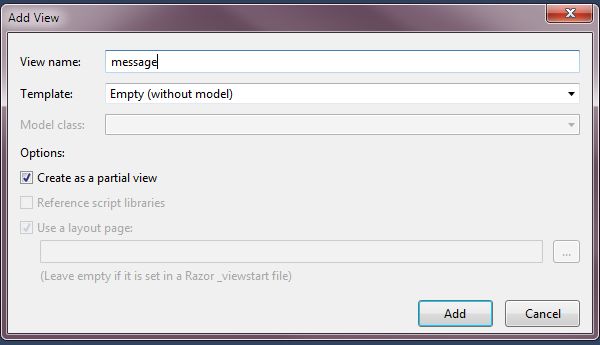 Add View
View name: message
Template: Empty (without model)
Model class:
Options:
Create as a partial view
Reference script libraries
Use a layout page:
...
(Leave empty if it is set in a Razor _viewstart file)
Add Cancel